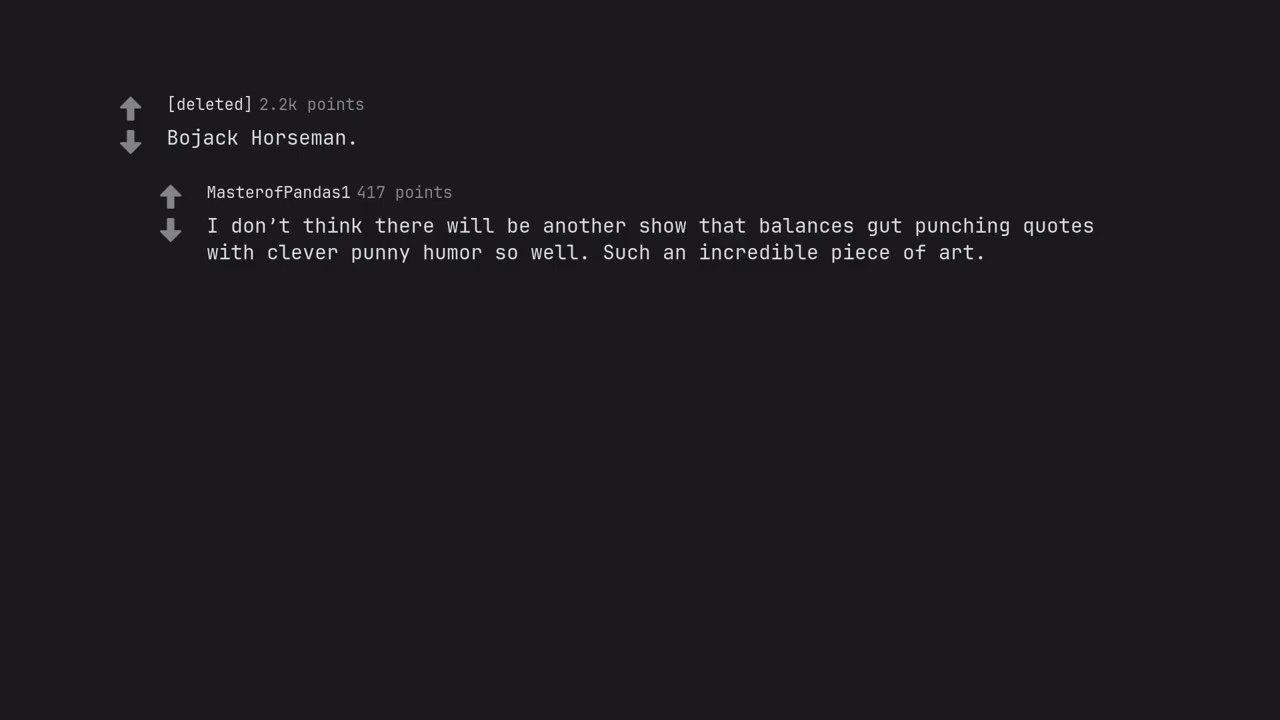 [deleted] 2.2k points
Bojack Horseman.
MasterofPandas1 417 points
I don’t think there will be another show that balances gut punching quotes
with clever punny humor so well. Such an incredible piece of art.